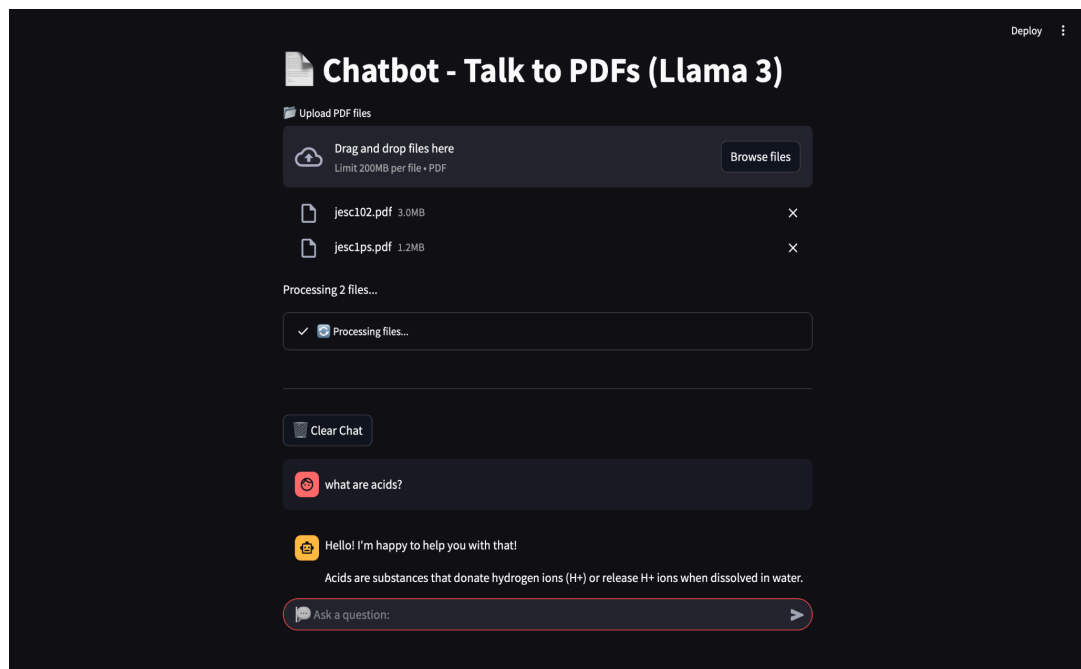 Deploy
Chatbot - Talk to PDFs (Llama 3)
Upload PDF files
Drag and drop files here
Limit 200MB per file • PDF
Browse files
jesc102.pdf 3.0MB
jesc1ps.pdf 1.2MB
Processing 2 files...
Processing files...
Clear Chat
what are acids?
Hello! I'm happy to help you with that!
Acids are substances that donate hydrogen ions (H+) or release H+ ions when dissolved in water.
Ask a question: